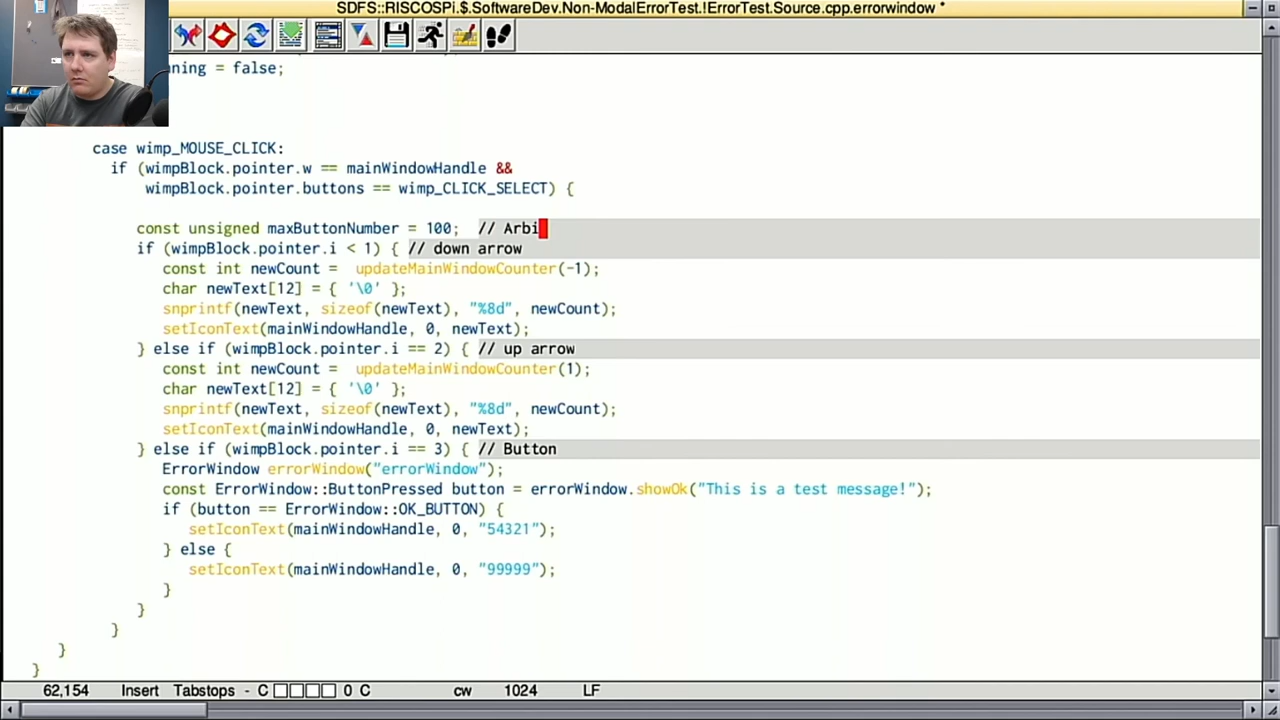 SDFS::RISCOSPi.$.SoftwareDev.Non-ModalErrorTest.!ErrorTest.Source.cpp.errorwindow *
nning = false;
case wimp_MOUSE_CLICK:
if (wimpBlock.pointer.w == mainWindowHandle &&
wimpBlock.pointer.buttons == wimp_CLICK_SELECT) {
const unsigned maxButtonNumber = 100; // Arbi
if (wimpBlock.pointer.i < 1) { // down arrow
const int newCount = updateMainWindowCounter(-1);
char newText[12] = { '\0' };
snprintf(newText, sizeof(newText), "%8d", newCount);
setIconText(mainWindowHandle, 0, newText);
} else if (wimpBlock.pointer.i == 2) { // up arrow
const int newCount = updateMainWindowCounter(1);
char newText[12] = { '\0' };
snprintf(newText, sizeof(newText), "%8d", newCount);
setIconText(mainWindowHandle, 0, newText);
} else if (wimpBlock.pointer.i == 3) { // Button
ErrorWindow errorWindow("errorWindow");
const ErrorWindow::ButtonPressed button = errorWindow.showOk("This is a test message!");
if (button == ErrorWindow::OK_BUTTON) {
setIconText(mainWindowHandle, 0, "54321");
} else {
setIconText(mainWindowHandle, 0, "99999");
}
}
}
}
}
62,154 Insert Tabstops - C 0 C cw 1024 LF